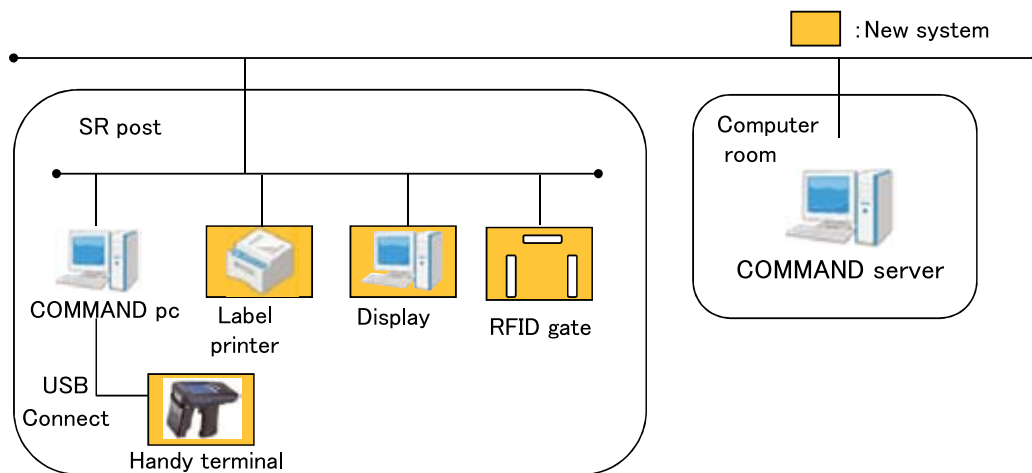 :New system
SR post
Computer
room
COMMAND server
COMMAND pc
Label
printer
Display
RFID gate
USB
Connect
Handy terminal